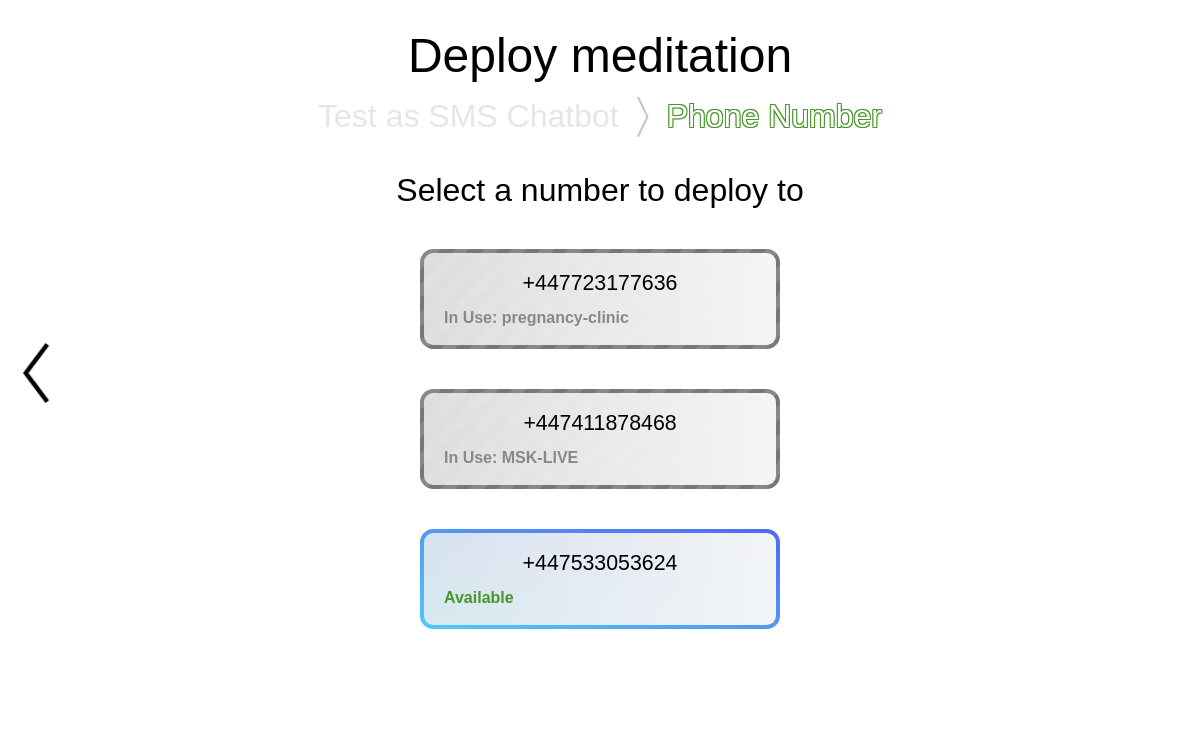 Deploy meditation
Test as SMS Chatbot 〉 Phone Number
Select a number to deploy to
+447723177636
In Use: pregnancy-clinic
+447411878468
In Use: MSK-LIVE
+447533053624
Available